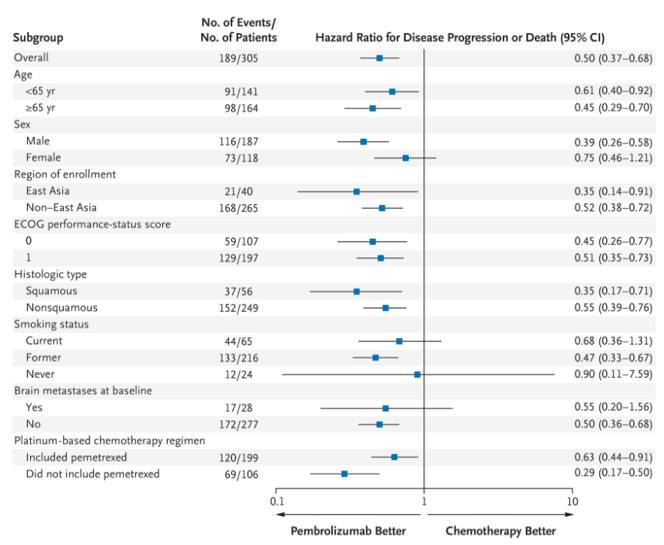 No. of Events/
Subgroup No. of Patients Hazard Ratio for Disease Progression or Death (95% CI)
Overall 189/305 0.50 (0.37–0.68)
Age
<65 yr 91/141 0.61 (0.40–0.92)
≥65 yr 98/164 0.45 (0.29–0.70)
Sex
Male 116/187 0.39 (0.26–0.58)
Female 73/118 0.75 (0.46–1.21)
Region of enrollment
East Asia 21/40 0.35 (0.14–0.91)
Non–East Asia 168/265 0.52 (0.38–0.72)
ECOG performance-status score
0 59/107 0.45 (0.26–0.77)
1 129/197 0.51 (0.35–0.73)
Histologic type
Squamous 37/56 0.35 (0.17–0.71)
Nonsquamous 152/249 0.55 (0.39–0.76)
Smoking status
Current 44/65 0.68 (0.36–1.31)
Former 133/216 0.47 (0.33–0.67)
Never 12/24 0.90 (0.11–7.59)
Brain metastases at baseline
Yes 17/28 0.55 (0.20–1.56)
No 172/277 0.50 (0.36–0.68)
Platinum-based chemotherapy regimen
Included pemetrexed 120/199 0.63 (0.44–0.91)
Did not include pemetrexed 69/106 0.29 (0.17–0.50)
0.1 1 10
Pembrolizumab Better Chemotherapy Better